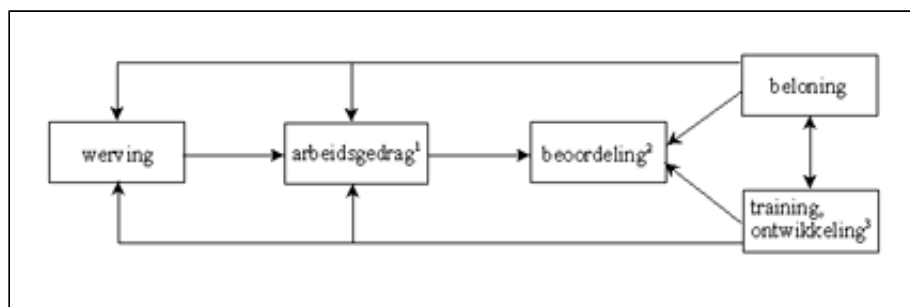 beloning
werving
arbeidsgedrag¹
beoordeling²
training,
ontwikkeling³